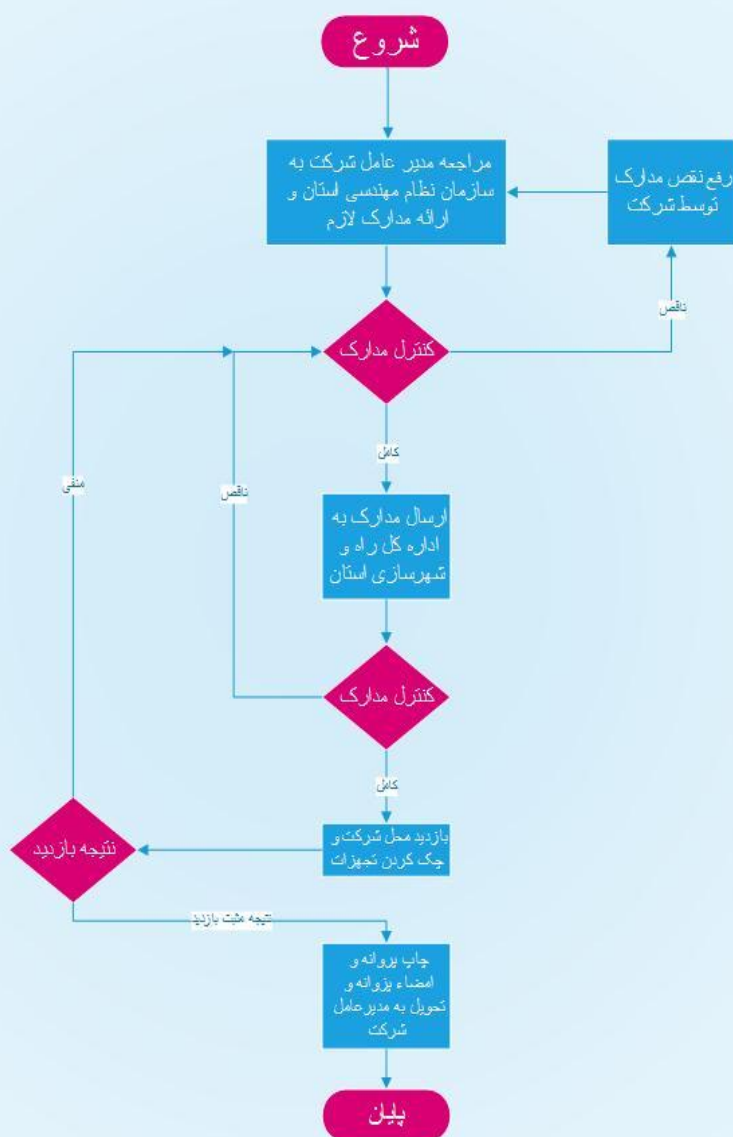 شروع
مراجعه مدیر عامل شرکت به
سازمان نظام مهندسی استان و
ارائه مدارک لازم
رفع نقص مدارک
توسط شرکت
ناقص
کنترل مدارک
کامل
منفی
ناقص
ارسال مدارک به
اداره کل راه و
شهرسازی استان
کنترل مدارک
کامل
بازدید محل شرکت و
چک کردن تجهزات
نتیجه بازدید
نتیجه مثبت بازدید
چاپ پروانه و
امضاء پروانه و
تحویل به مدیرعامل
شرکت
پایان